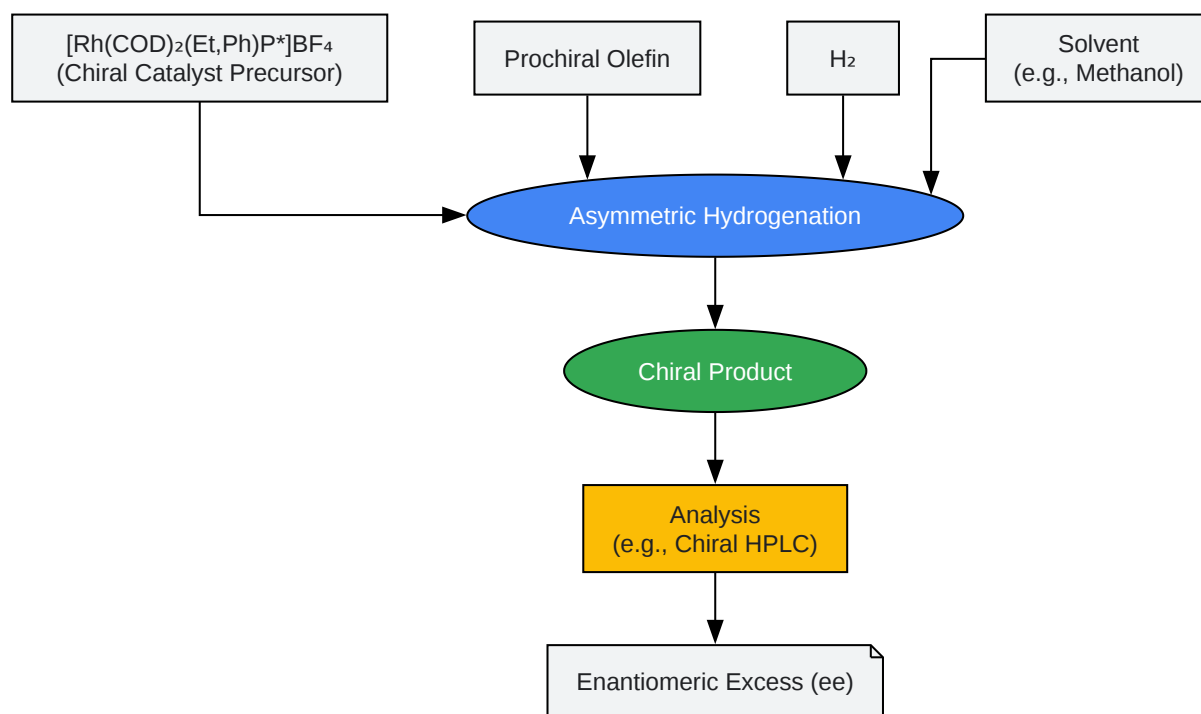 [Rh(COD)₂(Et,Ph)P*]BF₄
(Chiral Catalyst Precursor)
Prochiral Olefin
H₂
Solvent
(e.g., Methanol)
Asymmetric Hydrogenation
Chiral Product
Analysis
(e.g., Chiral HPLC)
Enantiomeric Excess (ee)